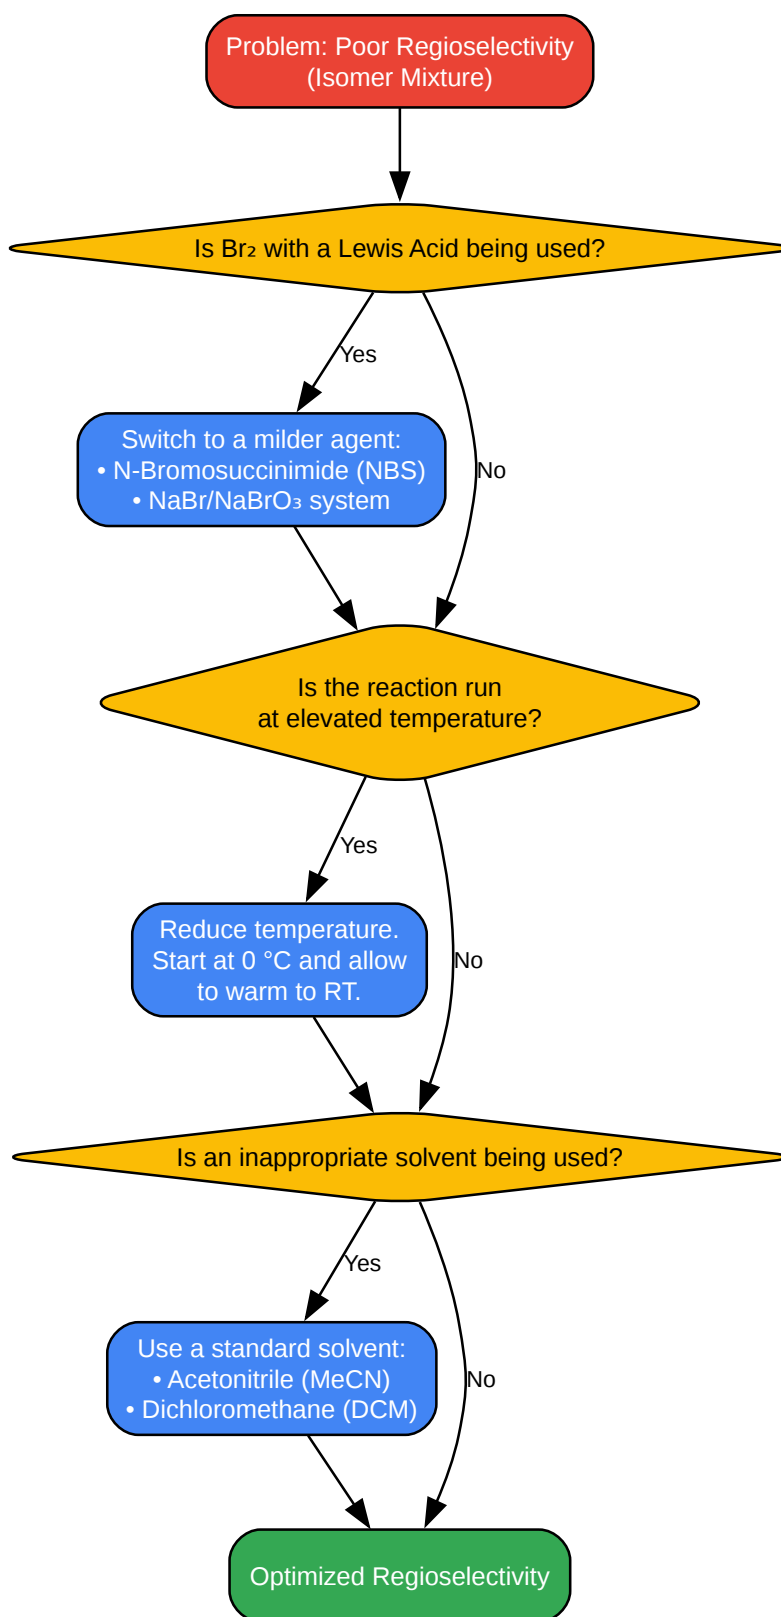 Problem: Poor Regioselectivity
(Isomer Mixture)
Is Br₂ with a Lewis Acid being used?
Yes
Switch to a milder agent:
• N-Bromosuccinimide (NBS)
• NaBr/NaBrO₃ system
No
Is the reaction run
at elevated temperature?
Yes
Reduce temperature.
Start at 0 °C and allow
to warm to RT.
No
Is an inappropriate solvent being used?
Yes
Use a standard solvent:
• Acetonitrile (MeCN)
• Dichloromethane (DCM)
No
Optimized Regioselectivity